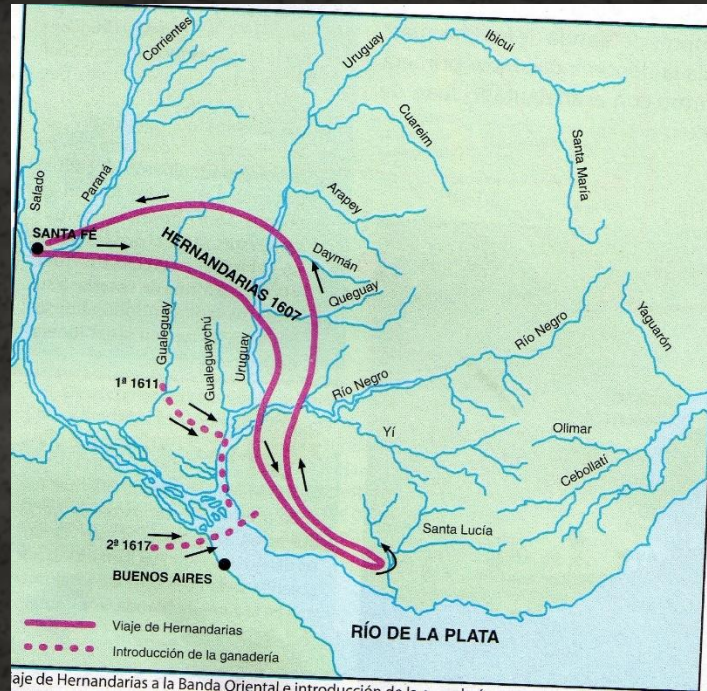 Corrientes
Uruguay
Ibicui
Cuareim
Santa María
Salado
Paraná
Arapey
SANTA FÉ
HERNANDARIAS 1607
Daymán
Queguay
Yaguarón
Gualeguay
Gualeguaychú
Uruguay
Río Negro
Río Negro
1ª 1611
Yí
Olimar
Cebollatí
Santa Lucía
2ª 1617
BUENOS AIRES
RÍO DE LA PLATA
Viaje de Hernandarias
Introducción de la ganadería
aje de Hernandarias a la Banda Oriental e introducción de la